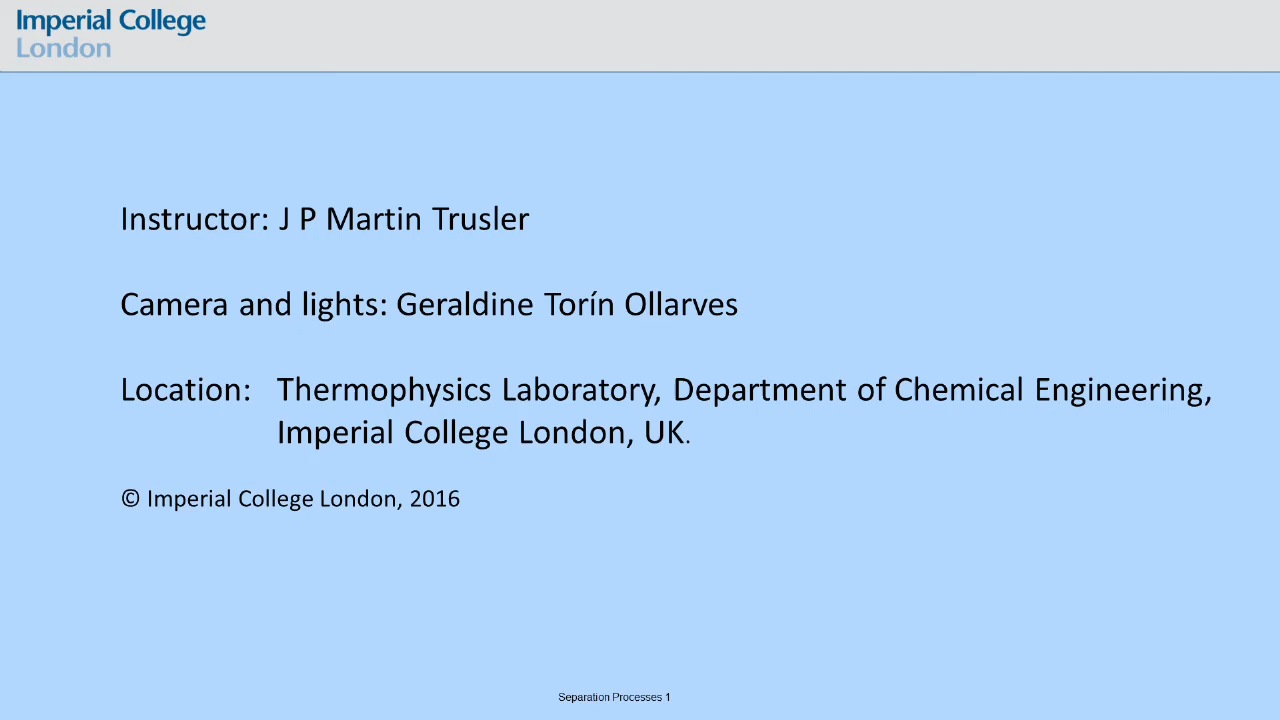 Imperial College
London
Instructor: J P Martin Trusler
Camera and lights: Geraldine Torín Ollarves
Location: Thermophysics Laboratory, Department of Chemical Engineering,
Imperial College London, UK.
© Imperial College London, 2016
Separation Processes 1